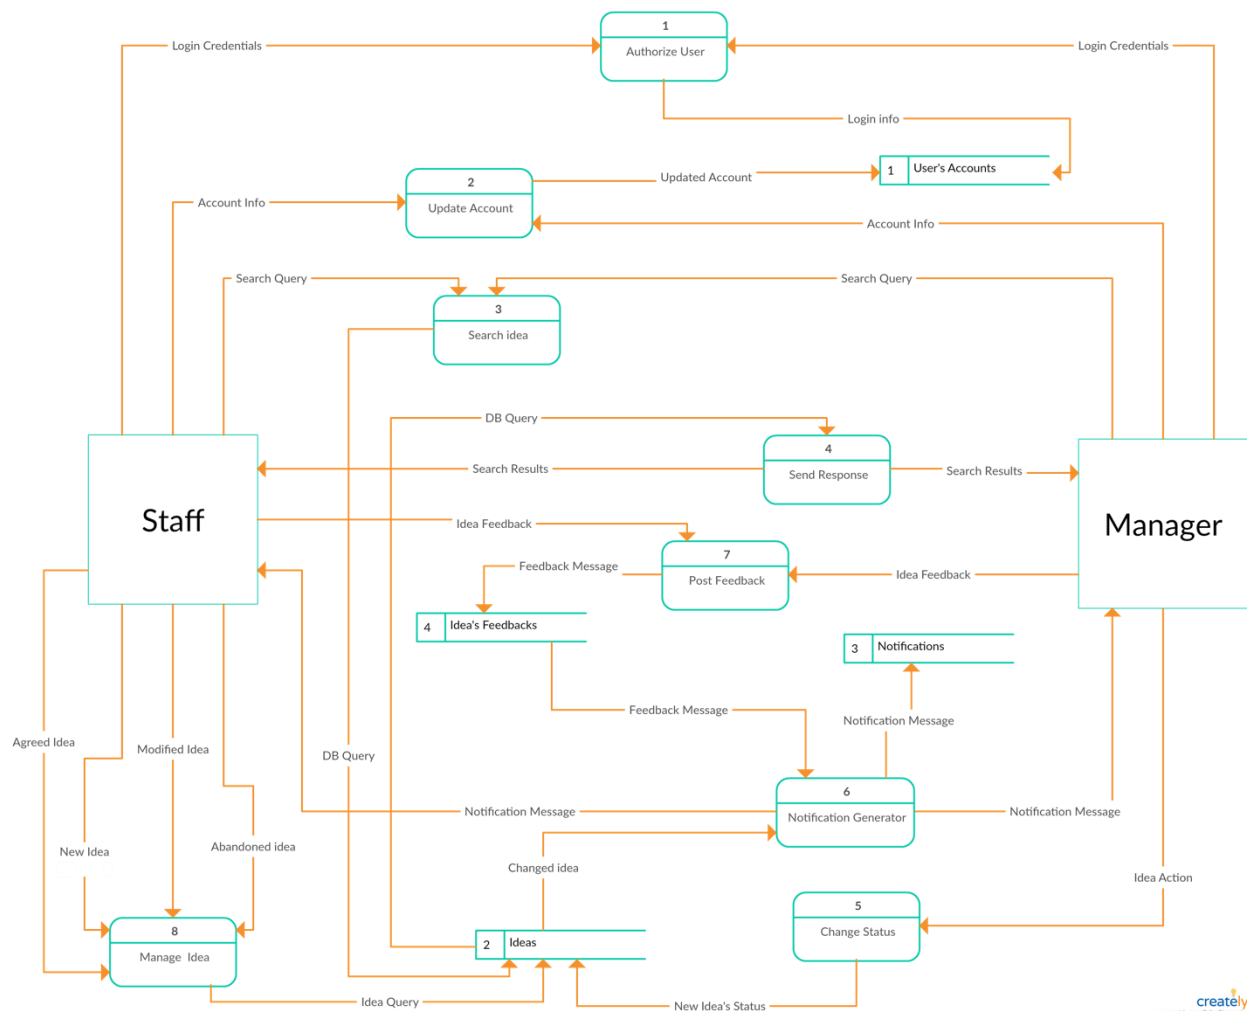 1
Login Credentials
Login Credentials
Authorize User
Login info
1 User's Accounts
Updated Account
2
Account Info
Update Account
Account Info
Search Query
Search Query
3
Search idea
DB Query
4
Search Results
Send Response
Search Results
Staff
Idea Feedback
Manager
7
Feedback Message
Post Feedback
Idea Feedback
4 Idea's Feedbacks
3 Notifications
Feedback Message
Notification Message
Agreed Idea
Modified Idea
DB Query
6
Notification Message
Notification Generator
Notification Message
New Idea
Abandoned idea
Changed idea
Idea Action
5
Change Status
8
Manage Idea
2 Ideas
Idea Query
New Idea's Status
creately